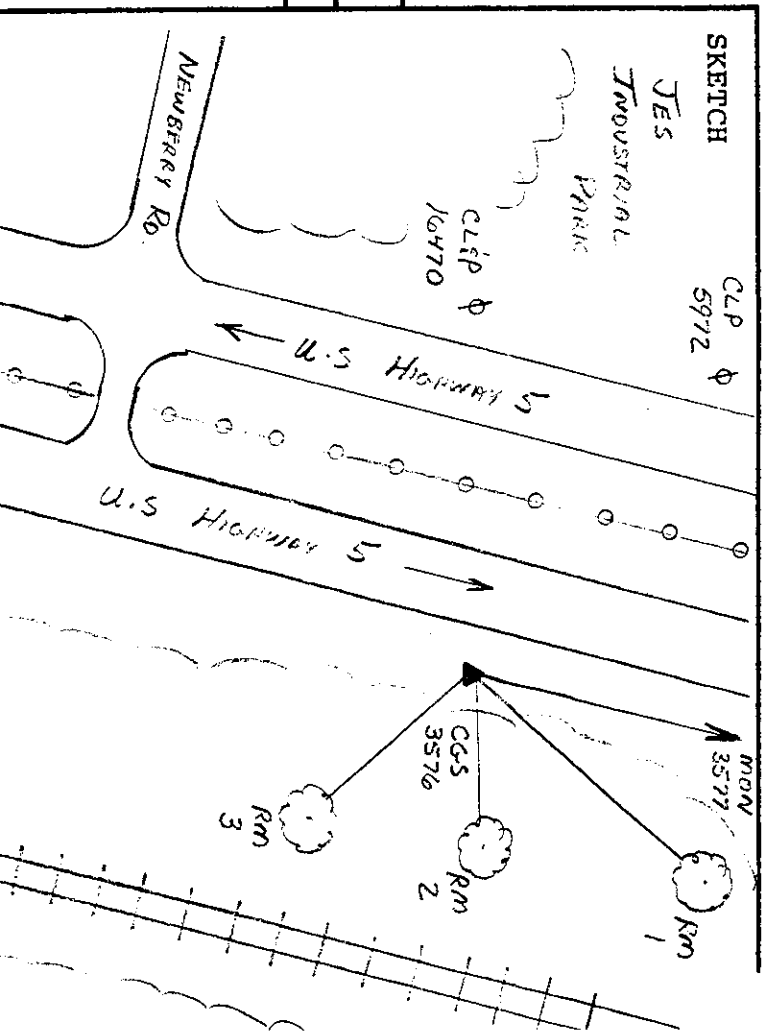 SKETCH
JES
INDUSTRIAL
PARK
CLP
5972
CL&P
16470
NEWBERRY RD.
U.S HIGHWAY 5
U.S HIGHWAY 5
MON
3577
CGS
3576
RM
1
RM
2
RM
3